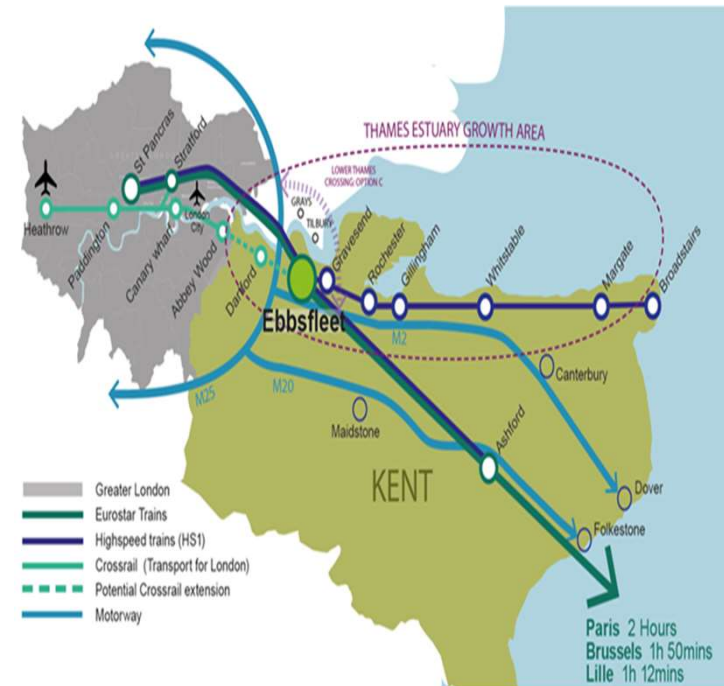 THAMES ESTUARY GROWTH AREA
LOWER THAMES
CROSSING: OPTION C
GRAYS
TILBURY
St Pancras
Stratford
London
City
Heathrow
Paddington
Canary wharf
Abbey Wood
Dartford
Ebbsfleet
Gravesend
Rochester
Gillingham
Whitstable
Margate
Broadstairs
M2
M25
M20
Canterbury
Maidstone
Ashford
KENT
Dover
Folkestone
Greater London
Eurostar Trains
Highspeed trains (HS1)
Crossrail (Transport for London)
Potential Crossrail extension
Motorway
Paris 2 Hours
Brussels 1h 50mins
Lille 1h 12mins